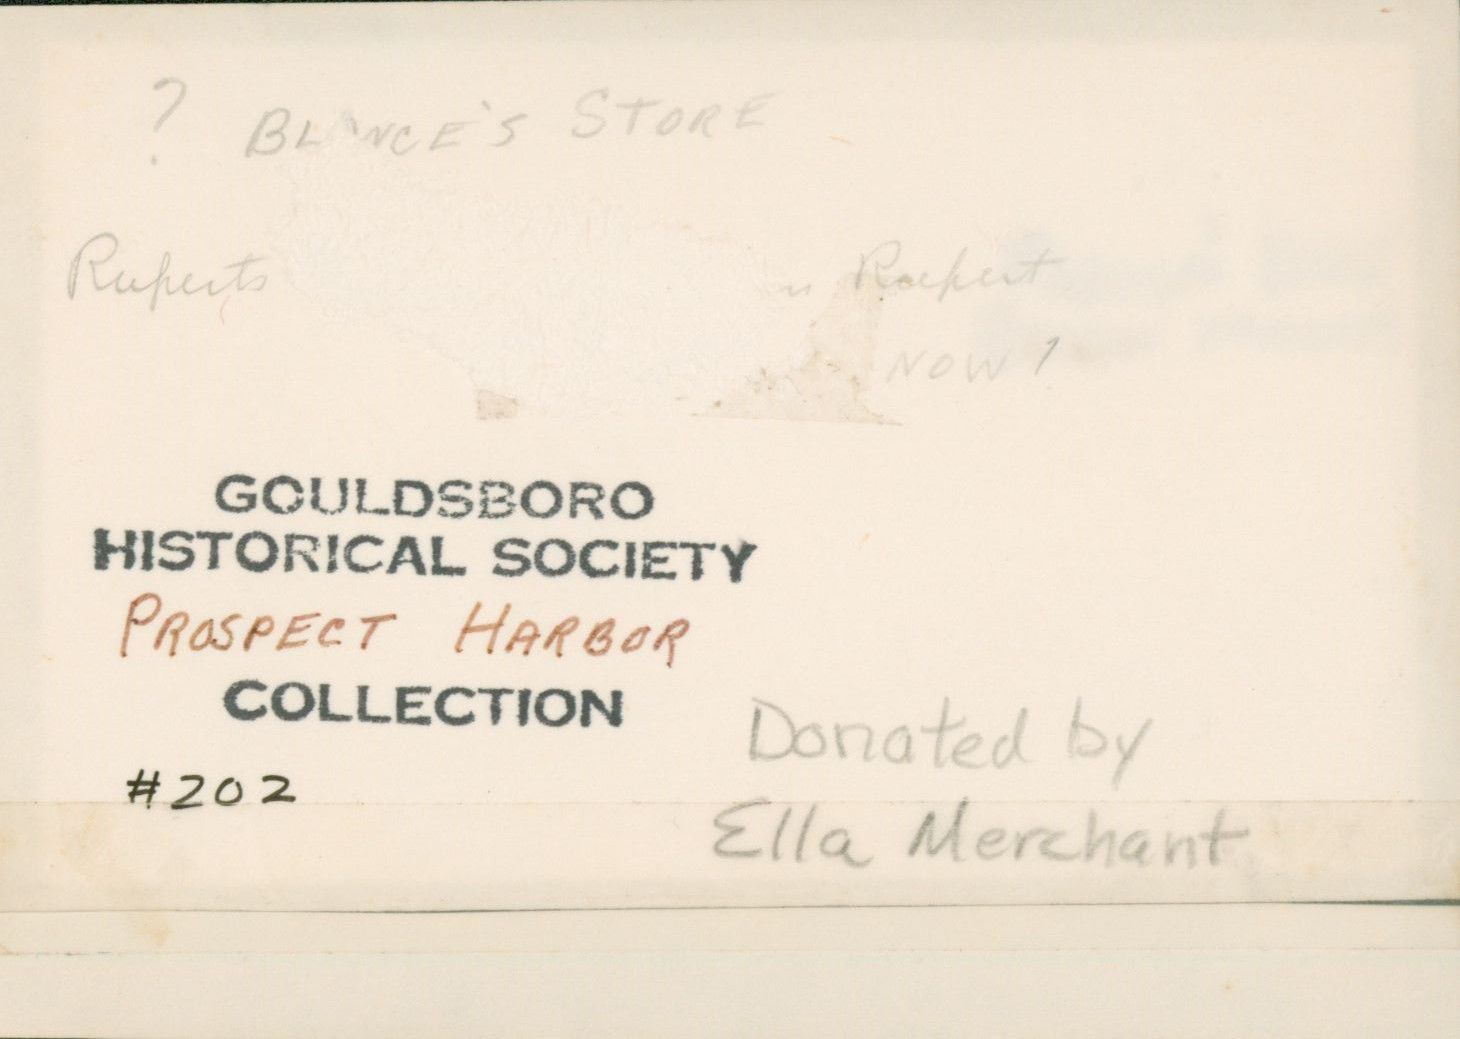 ? BLANCE'S STORE
Ruperts Rupert
NOW
GOULDSBORO
HISTORICAL SOCIETY
PROSPECT HARBOR
COLLECTION
#202
Donated by
Ella Merchant